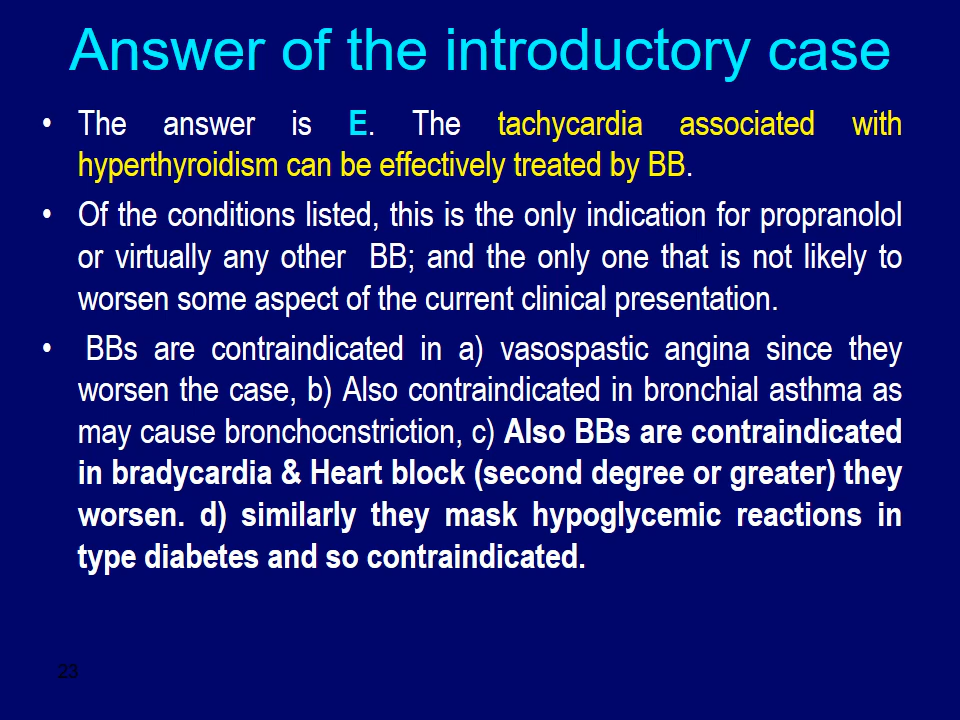 Answer of the introductory case
• The answer is E. The tachycardia associated with
hyperthyroidism can be effectively treated by BB.
• Of the conditions listed, this is the only indication for propranolol
or virtually any other BB; and the only one that is not likely to
worsen some aspect of the current clinical presentation.
• BBs are contraindicated in a) vasospastic angina since they
worsen the case, b) Also contraindicated in bronchial asthma as
may cause bronchocnstriction, c) Also BBs are contraindicated
in bradycardia & Heart block (second degree or greater) they
worsen. d) similarly they mask hypoglycemic reactions in
type diabetes and so contraindicated.
23